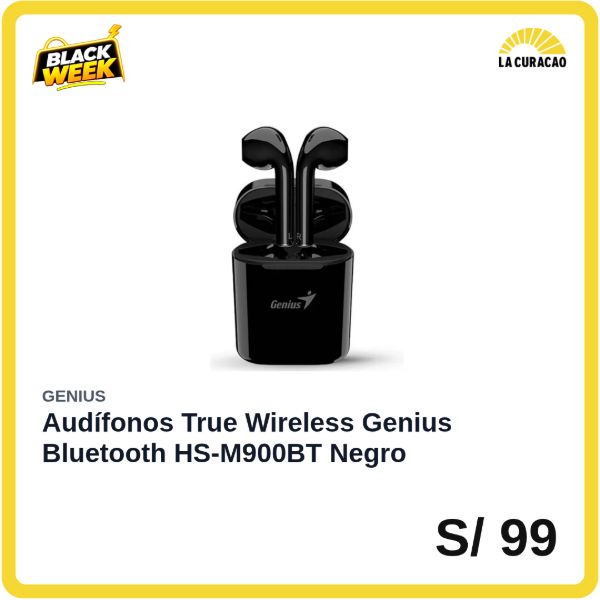 BLACK
WEEK
LA CURACAO
L R
Genius
GENIUS
Audífonos True Wireless Genius
Bluetooth HS-M900BT Negro
S/ 99